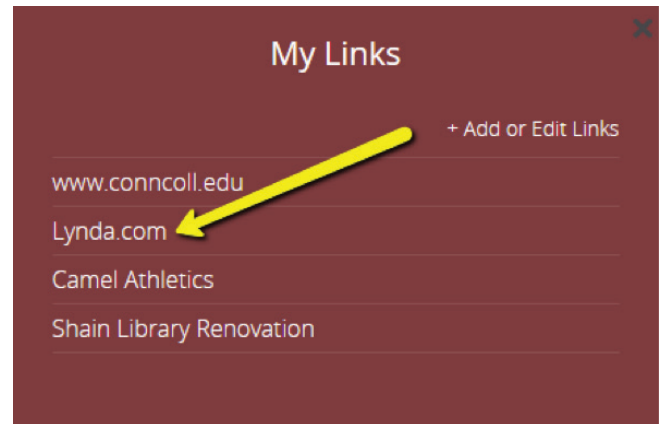 My Links
+ Add or Edit Links
www.conncoll.edu
Lynda.com
Camel Athletics
Shain Library Renovation